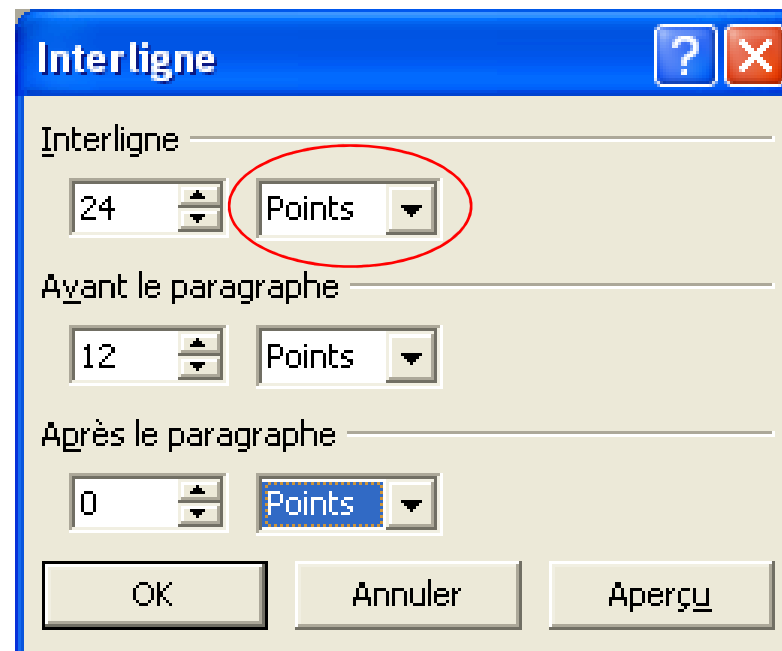 Interligne
Interligne
24 Points
Avant le paragraphe
12 Points
Après le paragraphe
0 Points
OK Annuler Aperçu